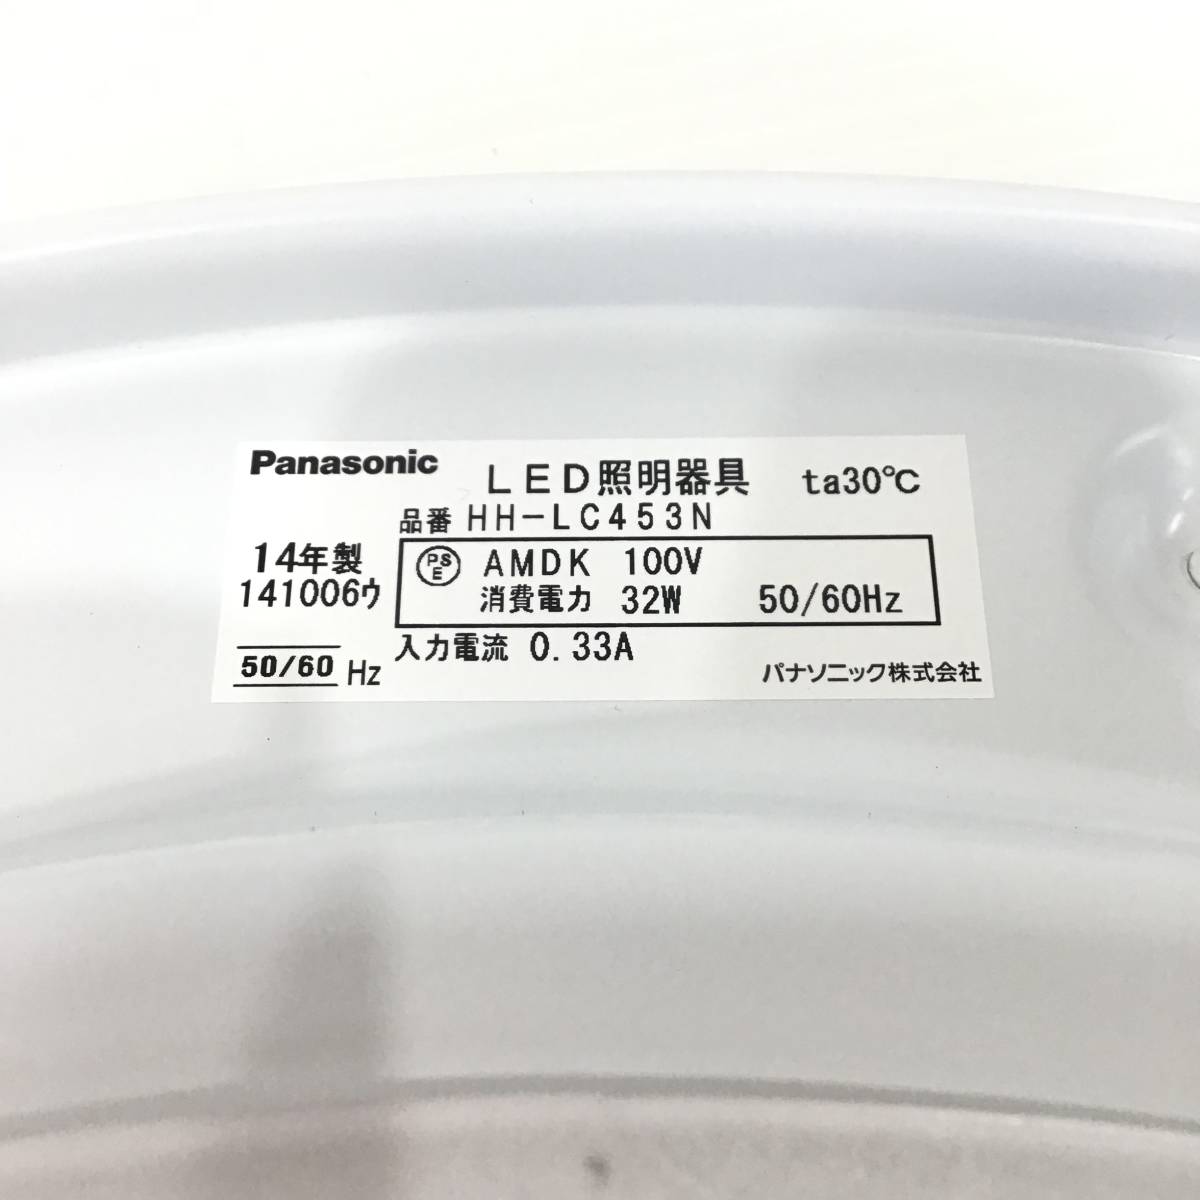 Panasonic LED照明器具 ta30℃
品番 HH-LC453N
14年製
141006ウ
50/60 Hz
PSE AMDK 100V
消費電力 32W 50/60Hz
入力電流 0.33A
パナソニック株式会社